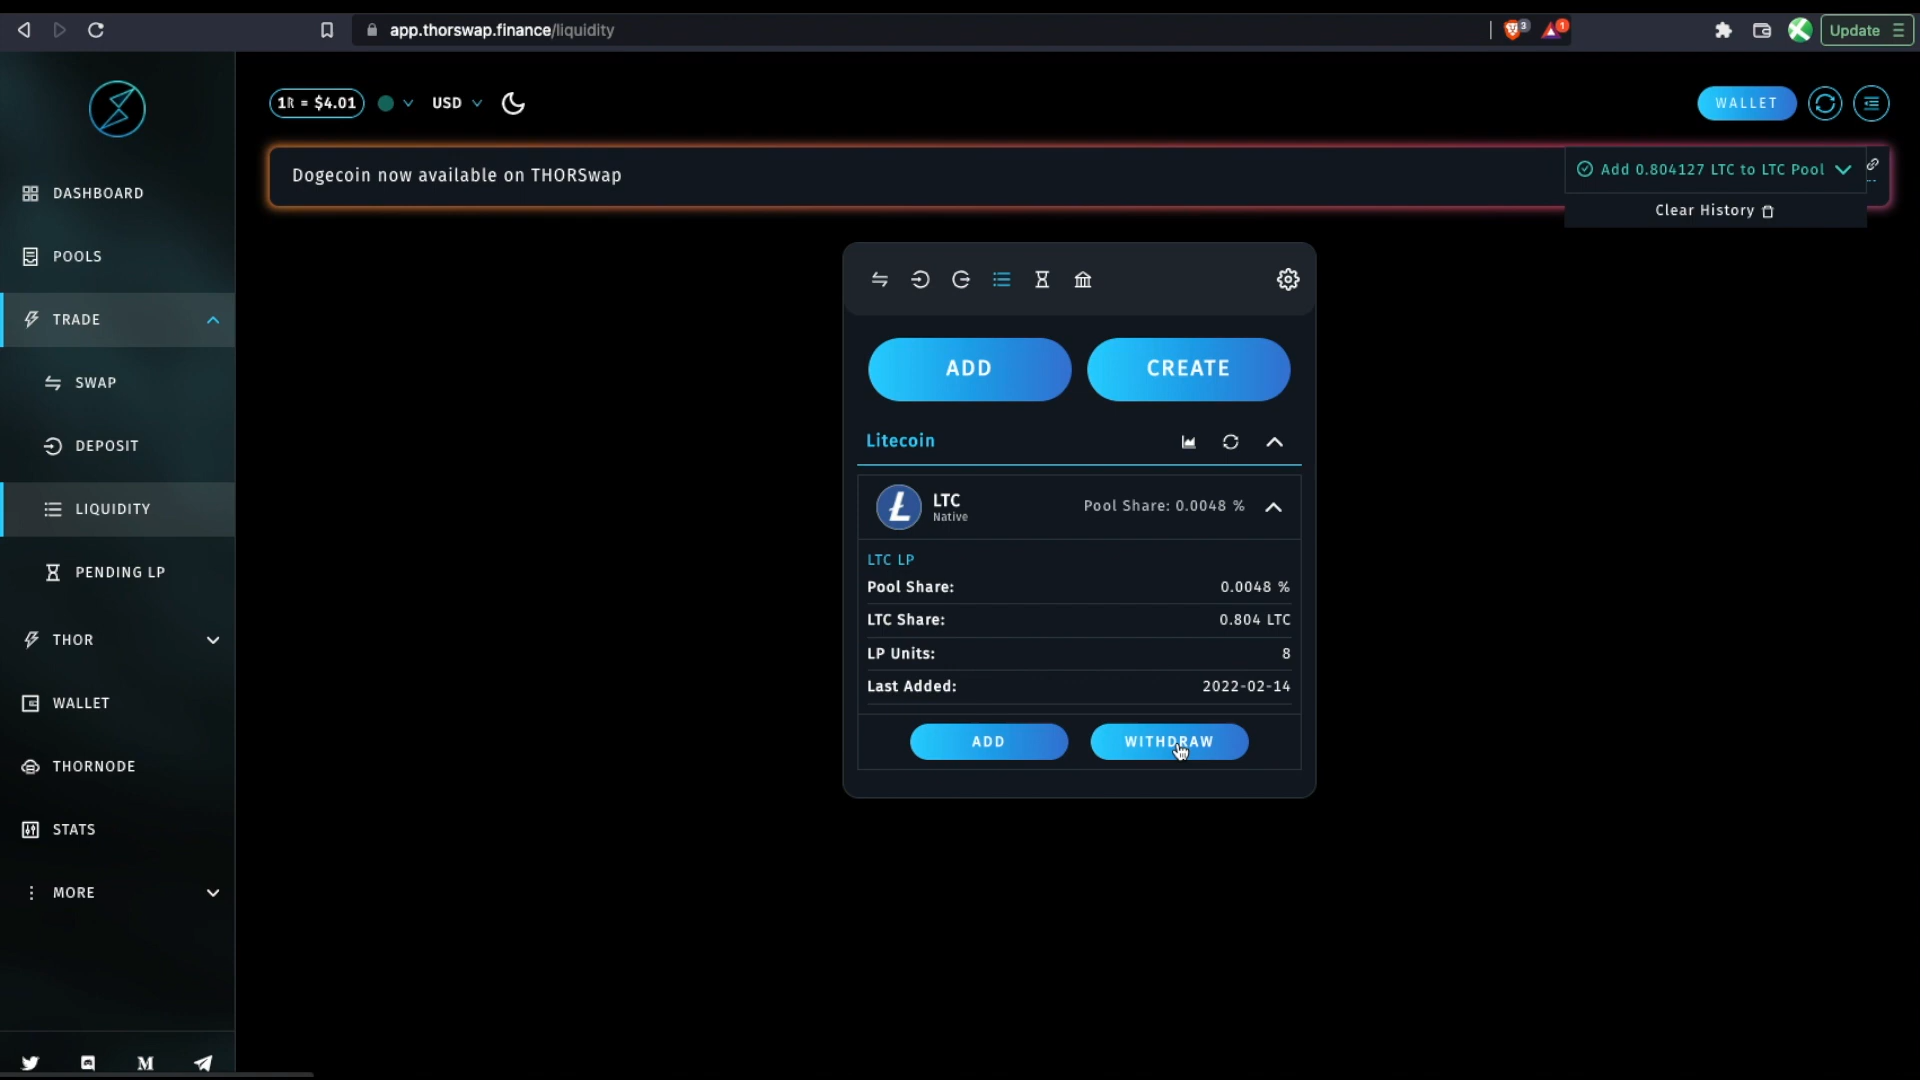 app.thorswap.finance/liquidity
3
1
Update
1R = $4.01
USD
WALLET
Dogecoin now available on THORSwap
Add 0.804127 LTC to LTC Pool
Clear History
DASHBOARD
POOLS
TRADE
SWAP
DEPOSIT
LIQUIDITY
PENDING LP
THOR
WALLET
THORNODE
STATS
MORE
ADD
CREATE
Litecoin
LTC
Native
Pool Share: 0.0048 %
LTC LP
Pool Share: 0.0048 %
LTC Share: 0.804 LTC
LP Units: 8
Last Added: 2022-02-14
ADD
WITHDRAW